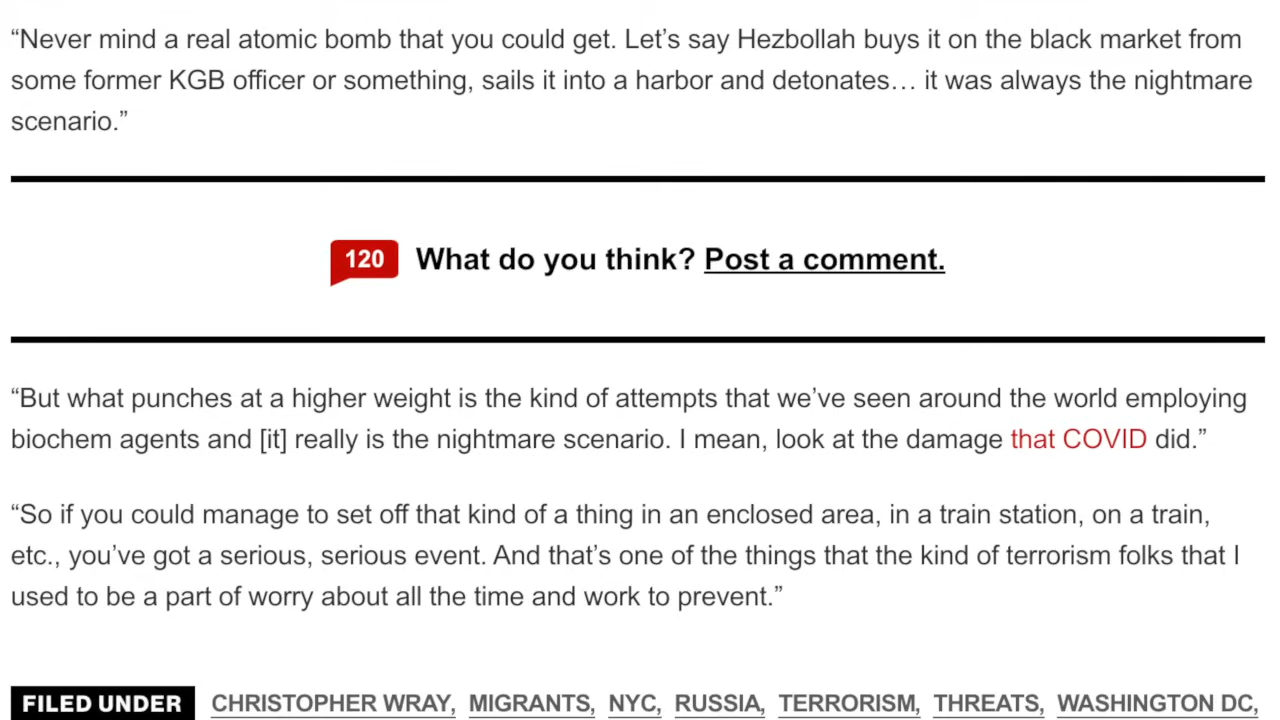 “Never mind a real atomic bomb that you could get. Let’s say Hezbollah buys it on the black market from
some former KGB officer or something, sails it into a harbor and detonates… it was always the nightmare
scenario.”
120 What do you think? Post a comment.
“But what punches at a higher weight is the kind of attempts that we’ve seen around the world employing
biochem agents and [it] really is the nightmare scenario. I mean, look at the damage that COVID did.”
“So if you could manage to set off that kind of a thing in an enclosed area, in a train station, on a train,
etc., you’ve got a serious, serious event. And that’s one of the things that the kind of terrorism folks that I
used to be a part of worry about all the time and work to prevent.”
FILED UNDER CHRISTOPHER WRAY, MIGRANTS, NYC, RUSSIA, TERRORISM, THREATS, WASHINGTON DC,